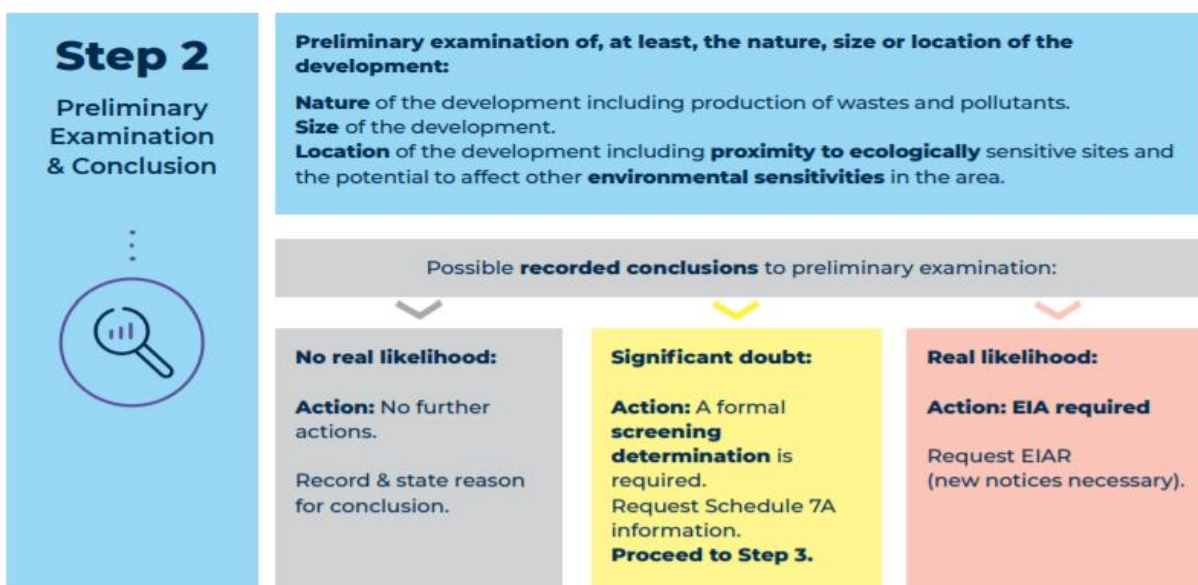 Step 2
Preliminary
Examination
& Conclusion
Preliminary examination of, at least, the nature, size or location of the
development:
Nature of the development including production of wastes and pollutants.
Size of the development.
Location of the development including proximity to ecologically sensitive sites and
the potential to affect other environmental sensitivities in the area.
Possible recorded conclusions to preliminary examination:
No real likelihood:
Action: No further
actions.
Record & state reason
for conclusion.
Significant doubt:
Action: A formal
screening
determination is
required.
Request Schedule 7A
information.
Proceed to Step 3.
Real likelihood:
Action: EIA required
Request EIAR
(new notices necessary).